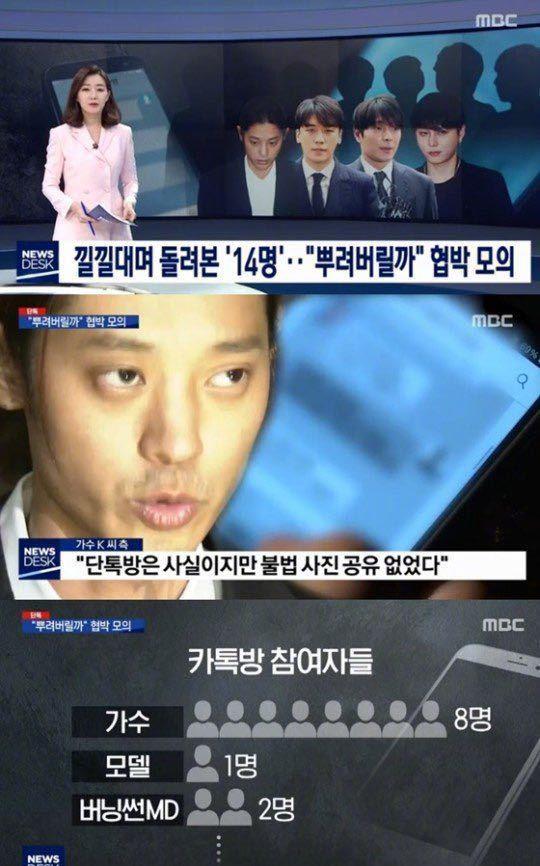 MBC
NEWS
DESK
낄낄대며 돌려본 '14명'··"뿌려버릴까" 협박 모의
단독
"뿌려버릴까" 협박 모의
MBC
NEWS
DESK
가수 K 씨 측
"단톡방은 사실이지만 불법 사진 공유 없었다"
단독
"뿌려버릴까" 협박 모의
MBC
카톡방 참여자들
가수 8명
모델 1명
버닝썬MD 2명
NEWS